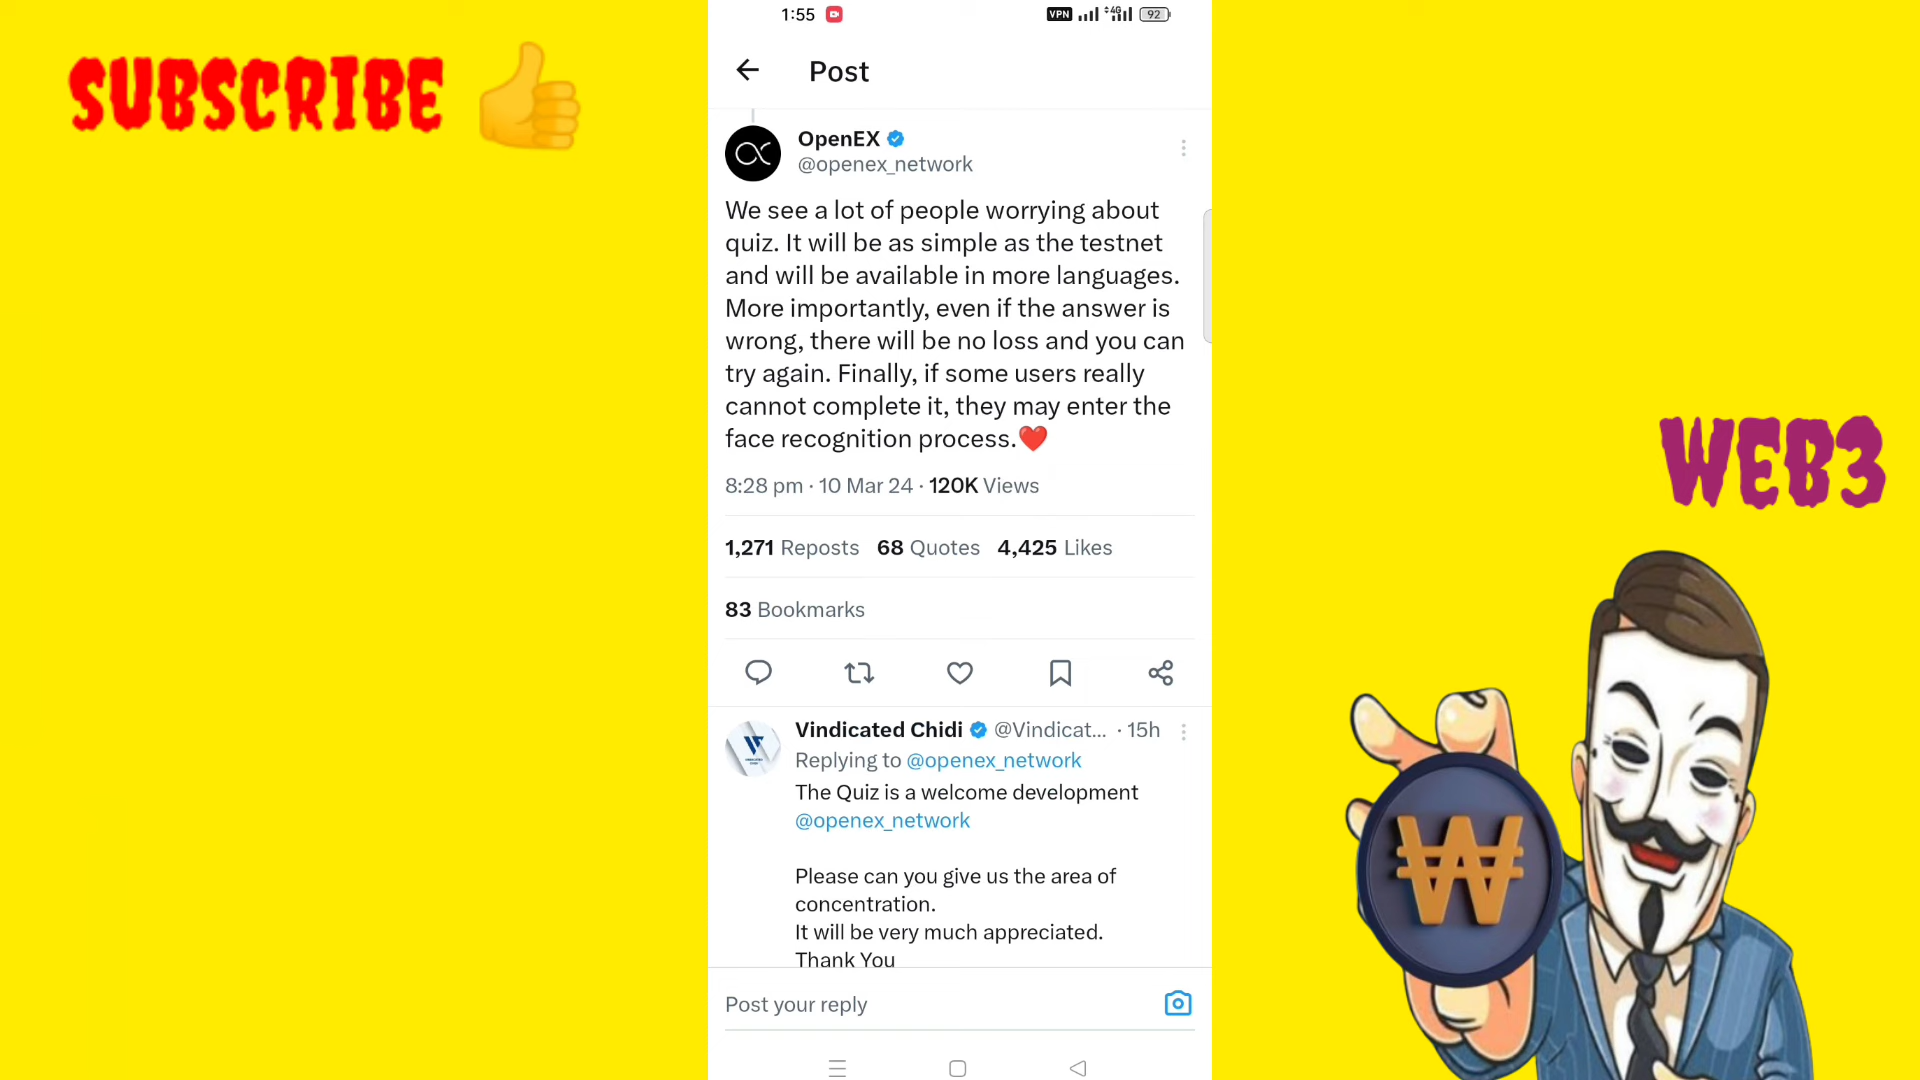 SUBSCRIBE 👍
1:55
VPN 4G 92
Post
OpenEX
@openex_network
We see a lot of people worrying about
quiz. It will be as simple as the testnet
and will be available in more languages.
More importantly, even if the answer is
wrong, there will be no loss and you can
try again. Finally, if some users really
cannot complete it, they may enter the
face recognition process.❤️
8:28 pm · 10 Mar 24 · 120K Views
1,271 Reposts 68 Quotes 4,425 Likes
83 Bookmarks
Vindicated Chidi @Vindicat... · 15h
Replying to @openex_network
The Quiz is a welcome development
@openex_network
Please can you give us the area of
concentration.
It will be very much appreciated.
Thank You
Post your reply
WEB3
₩